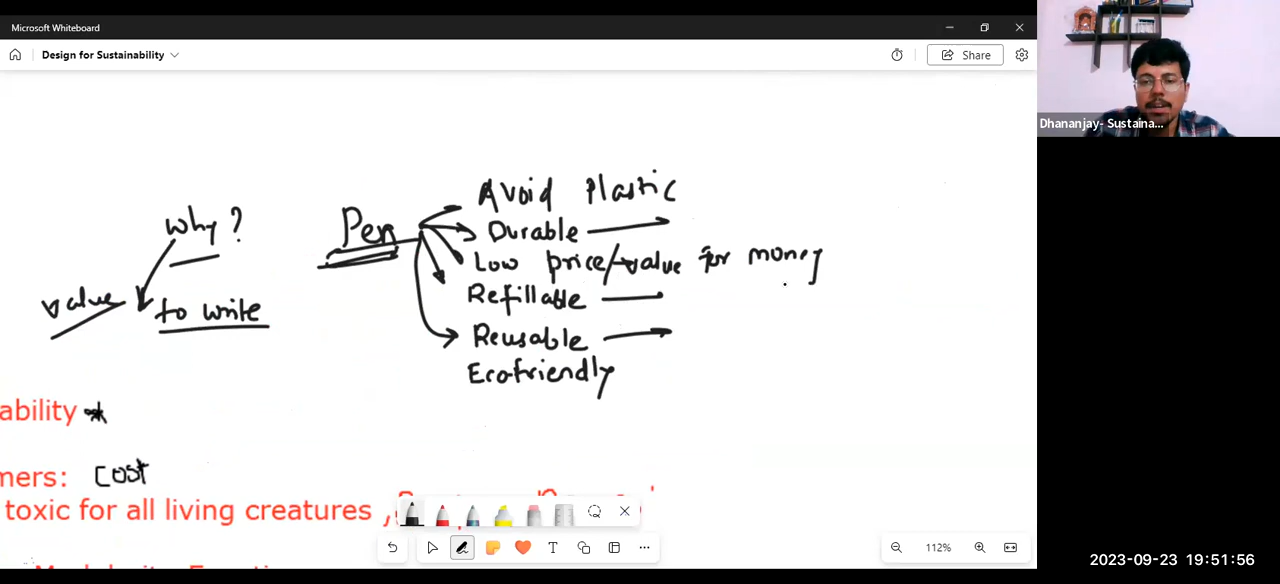 Microsoft Whiteboard
Design for Sustainability
Share
Dhananjay- Sustaina...
Avoid Plastic
Why?
Pen
Durable
Low price/value for money
value
to write
Refillable
Reusable
Ecofriendly
ability *
mers: Cost
toxic for all living creatures ,
T
112%
2023-09-23 19:51:56